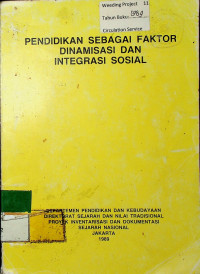 Weeding Project
Tahun Buku:
Circulation Service
PENDIDIKAN SEBAGAI FAKTOR
DINAMISASI DAN
INTEGRASI SOSIAL
DEPARTEMEN PENDIDIKAN DAN KEBUDAYAAN
DIREKTORAT SEJARAH DAN NILAI TRADISIONAL
PROYEK INVENTARISASI DAN DOKUMENTASI
SEJARAH NASIONAL
JAKARTA
1989